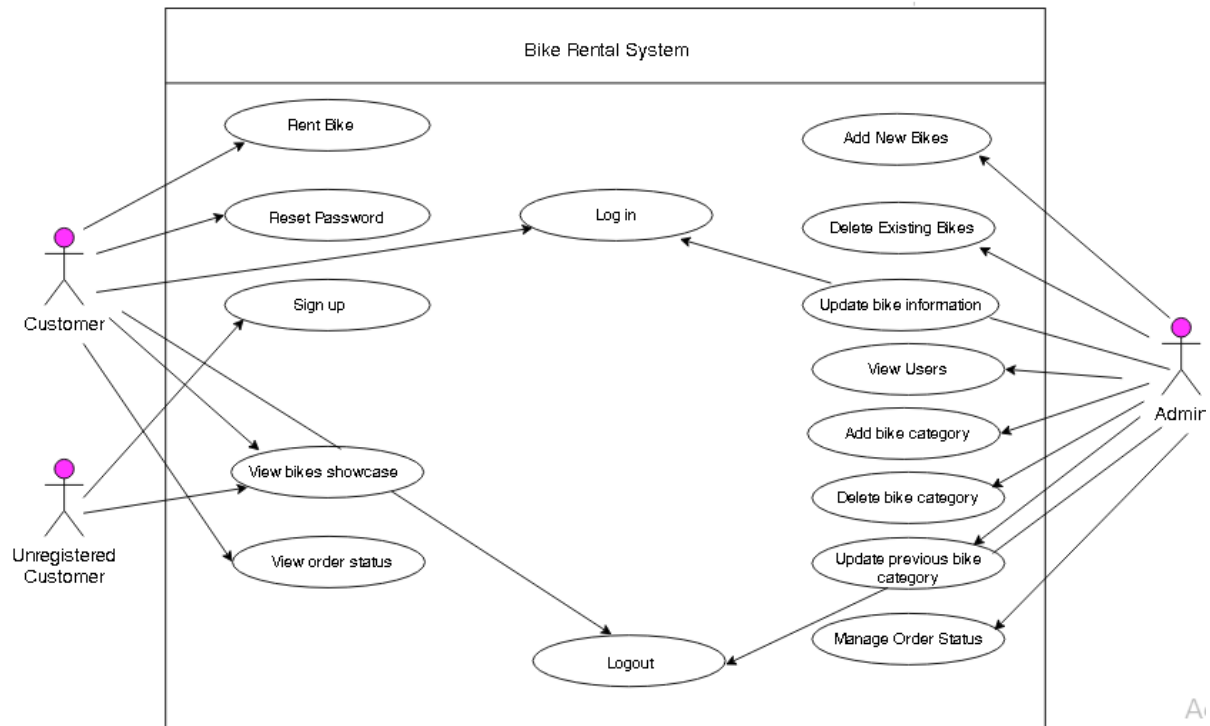 Bike Rental System
Rent Bike
Add New Bikes
Reset Password
Log in
Delete Existing Bikes
Sign up
Update bike information
Customer
View Users
Admin
Add bike category
View bikes showcase
Delete bike category
Unregistered
Customer
View order status
Update previous bike
category
Manage Order Status
Logout